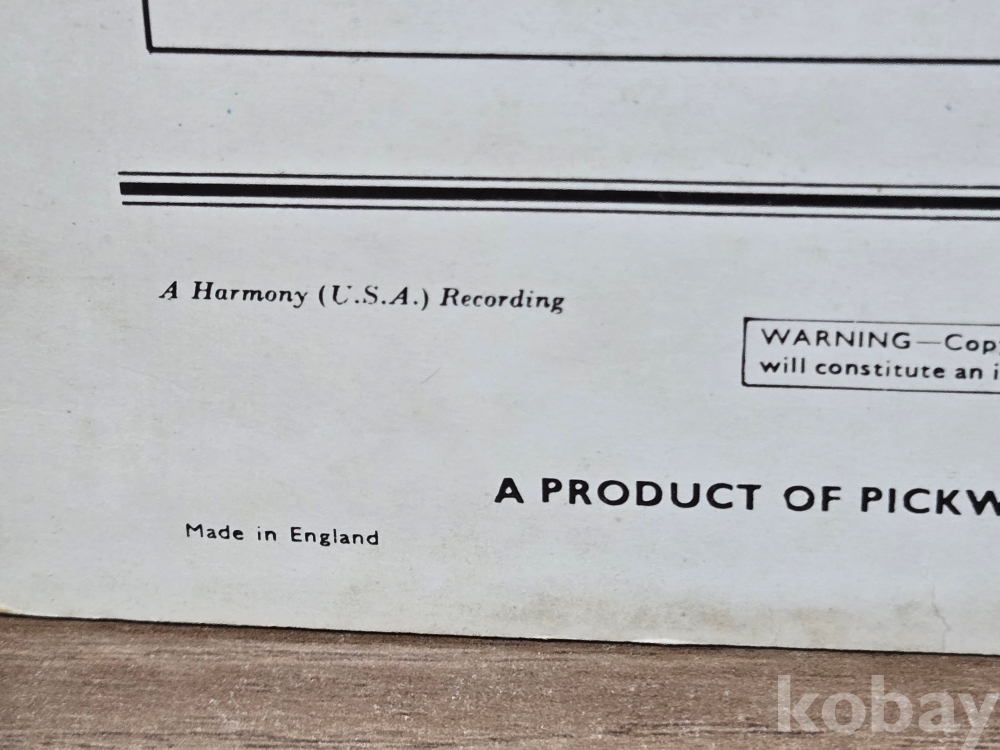 A Harmony (U.S.A.) Recording
WARNING—Cop
will constitute an i
A PRODUCT OF PICKW
Made in England
kobay